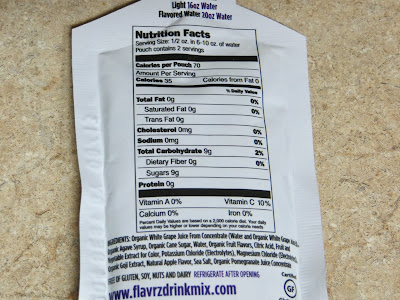 Light 16oz Water
Flavored Water 20oz Water
Nutrition Facts
Serving Size: 1/2 oz. in 6-10 oz. of water
Pouch contains 2 servings
Calories per Pouch 70
Amount Per Serving
Calories 35 Calories from Fat 0
% Daily Value
Total Fat 0g 0%
Saturated Fat 0g 0%
Trans Fat 0g
Cholesterol 0mg 0%
Sodium 0mg 0%
Total Carbohydrate 9g 3%
Dietary Fiber 0g 0%
Sugars 9g
Protein 0g
Vitamin A 0% Vitamin C 10%
Calcium 0% Iron 0%
Percent Daily Values are based on a 2,000 calorie diet. Your daily
values may be higher or lower depending on your calorie needs
INGREDIENTS: Organic White Grape Juice From Concentrate (Water and Organic White Grape
Organic Agave Syrup, Organic Cane Sugar, Water, Organic Fruit Flavors, Citric Acid, Fruit and
Vegetable Extract For Color, Potassium Chloride (Electrolytes), Magnesium Chloride
Organic Goji Extract, Natural Apple Flavor, Sea Salt, Organic Pomegranate Juice Concentrate
FREE OF GLUTEN, SOY, NUTS AND DAIRY REFRIGERATE AFTER OPENING
Certified
GF
www.flavrzdrinkmix.com